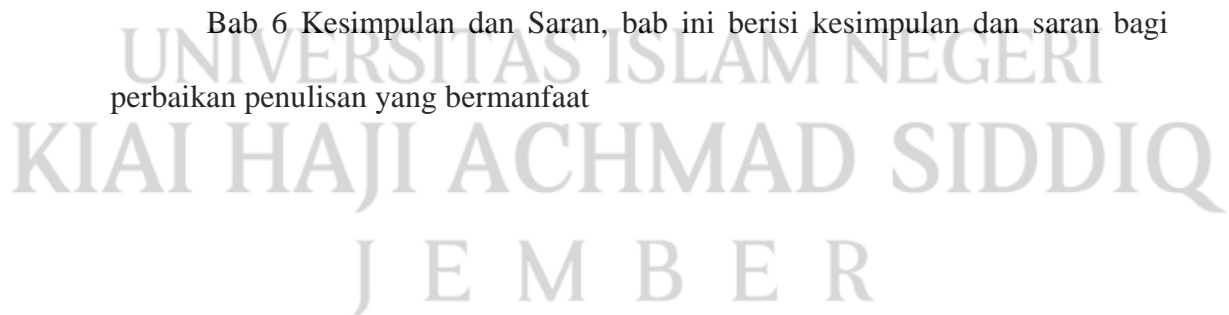 Bab 6 Kesimpulan dan Saran, bab ini berisi kesimpulan dan saran bagi
UNIVERSITAS ISLAM NEGERI
perbaikan penulisan yang bermanfaat
KIAI HAJI ACHMAD SIDDIQ
J E M B E R